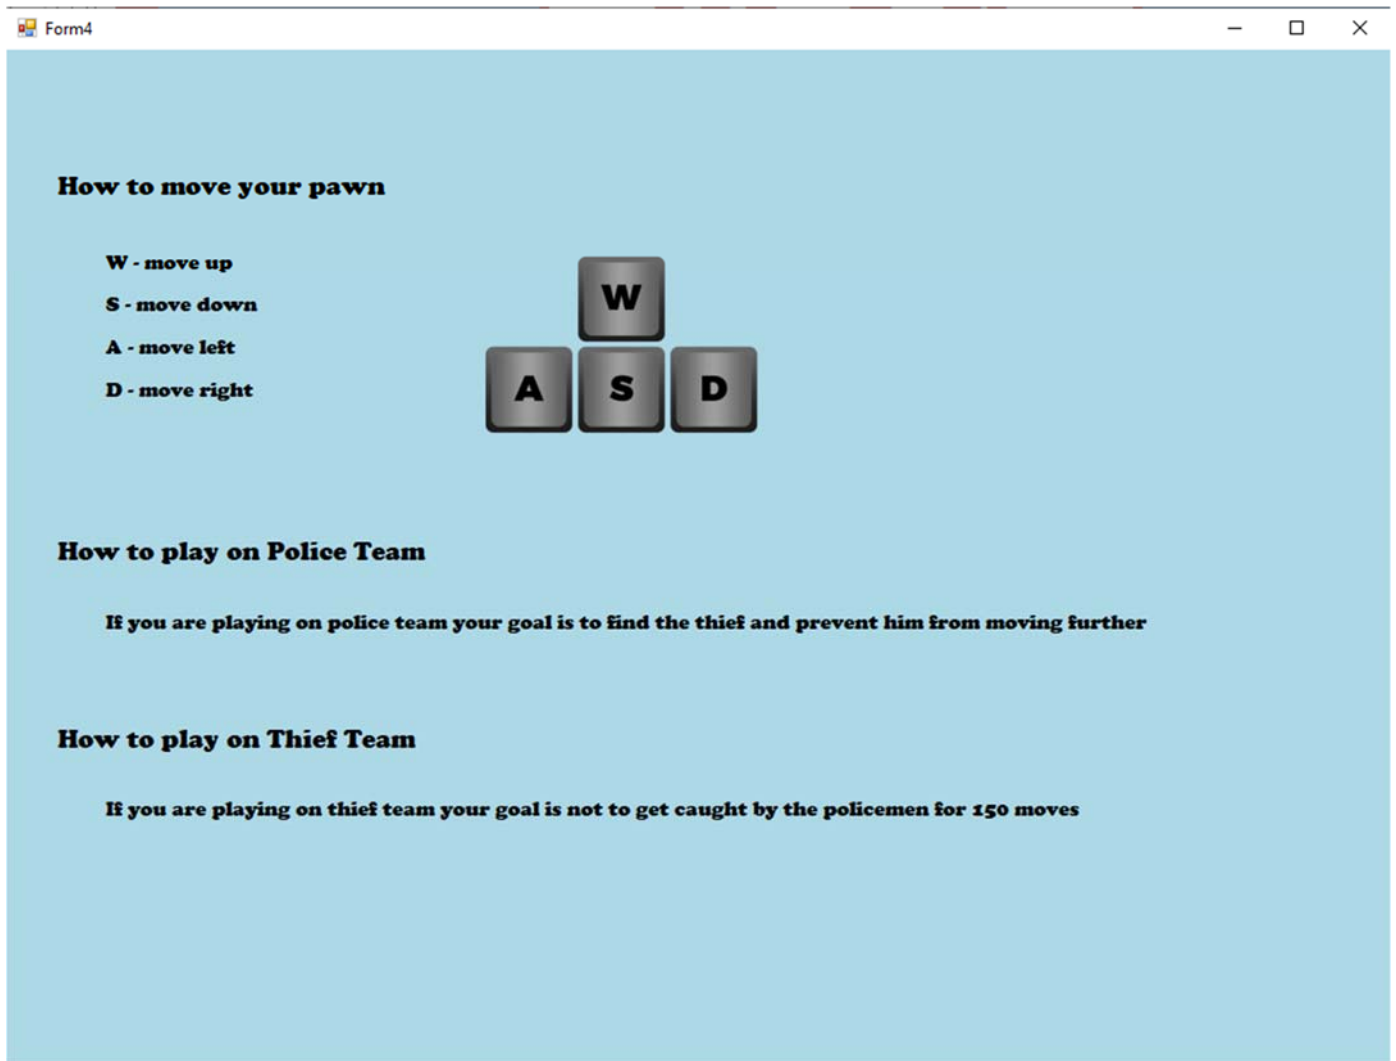 Form4
How to move your pawn
W - move up
S - move down
A - move left
D - move right
W
A S D
How to play on Police Team
If you are playing on police team your goal is to find the thief and prevent him from moving further
How to play on Thief Team
If you are playing on thief team your goal is not to get caught by the policemen for 150 moves